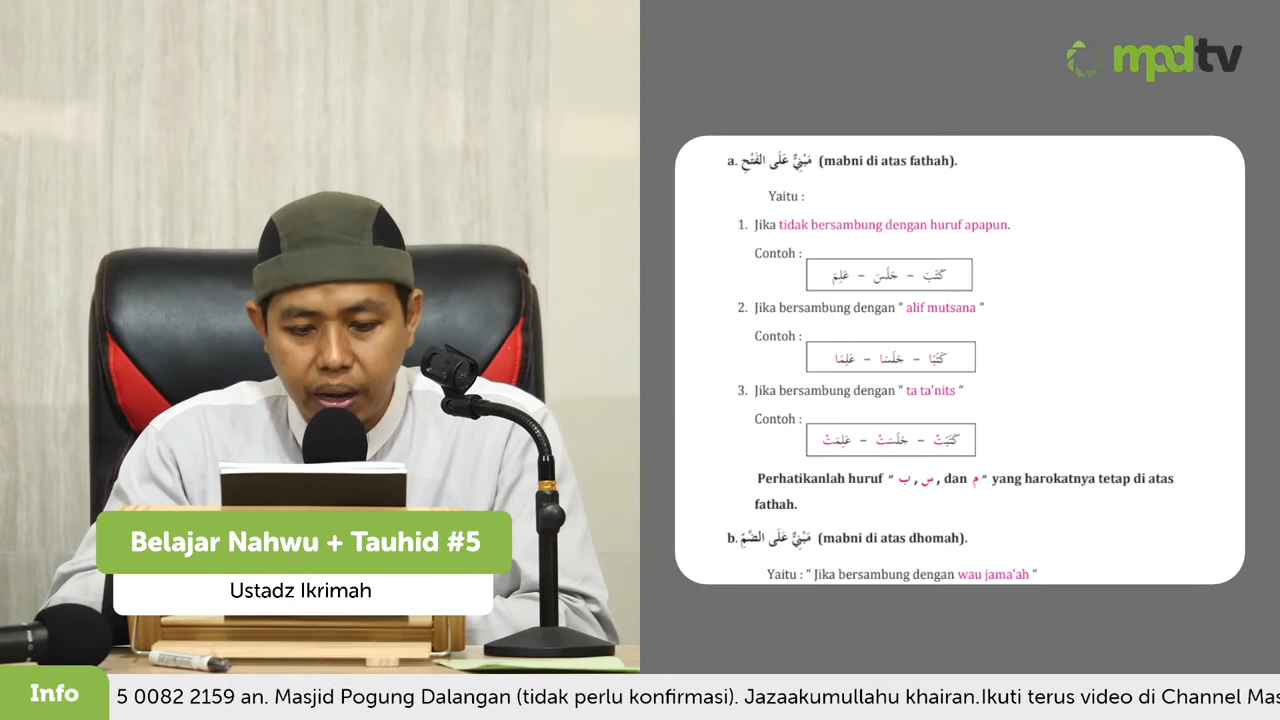 mpdtv
a. مَبْنِيٌّ عَلَى الفَتْحِ (mabni di atas fathah).
Yaitu :
1. Jika tidak bersambung dengan huruf apapun.
Contoh :
كَتَبَ – جَلَسَ – عَلِمَ
2. Jika bersambung dengan “ alif mutsana “
Contoh :
كَتَبَا – جَلَسَا – عَلِمَا
3. Jika bersambung dengan “ ta ta’nits “
Contoh :
كَتَبَتْ – جَلَسَتْ – عَلِمَتْ
Perhatikanlah huruf “ ب , س , dan م “ yang harokatnya tetap di atas
fathah.
b. مَبْنِيٌّ عَلَى الضَّمِّ (mabni di atas dhomah).
Yaitu : “ Jika bersambung dengan wau jama’ah “
Belajar Nahwu + Tauhid #5
Ustadz Ikrimah
Info
5 0082 2159 an. Masjid Pogung Dalangan (tidak perlu konfirmasi). Jazaakumullahu khairan.Ikuti terus video di Channel Mas